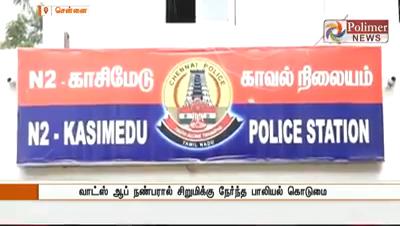 சென்னை
Polimer
NEWS
N2 - காசிமேடு காவல் நிலையம்
CHENNAI POLICE
TAMIL NADU
N2 - KASIMEDU POLICE STATION
வாட்ஸ் ஆப் நண்பரால் சிறுமிக்கு நேர்ந்த பாலியல் கொடுமை